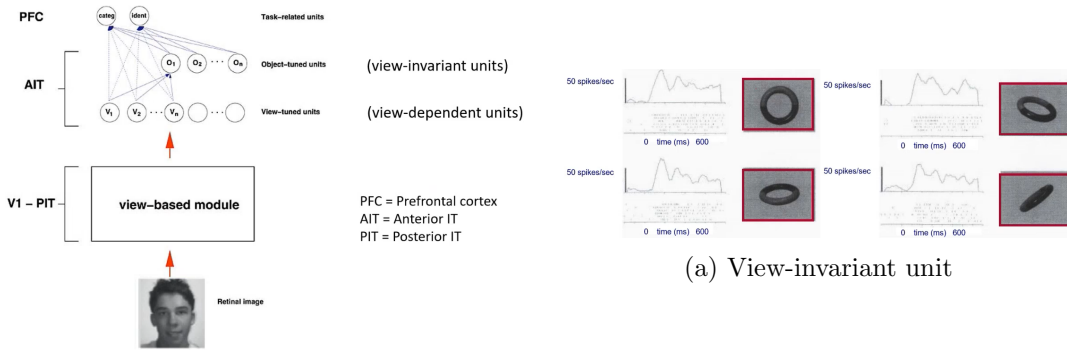 PFC
categ ident
Task-related units
AIT
O1 O2 ··· On
Object-tuned units
(view-invariant units)
V1 V2 ··· Vn ···
View-tuned units
(view-dependent units)
V1 – PIT
view-based module
PFC = Prefrontal cortex
AIT = Anterior IT
PIT = Posterior IT
Retinal image
50 spikes/sec
0 time (ms) 600
50 spikes/sec
0 time (ms) 600
50 spikes/sec
0 time (ms) 600
50 spikes/sec
0 time (ms) 600
(a) View-invariant unit